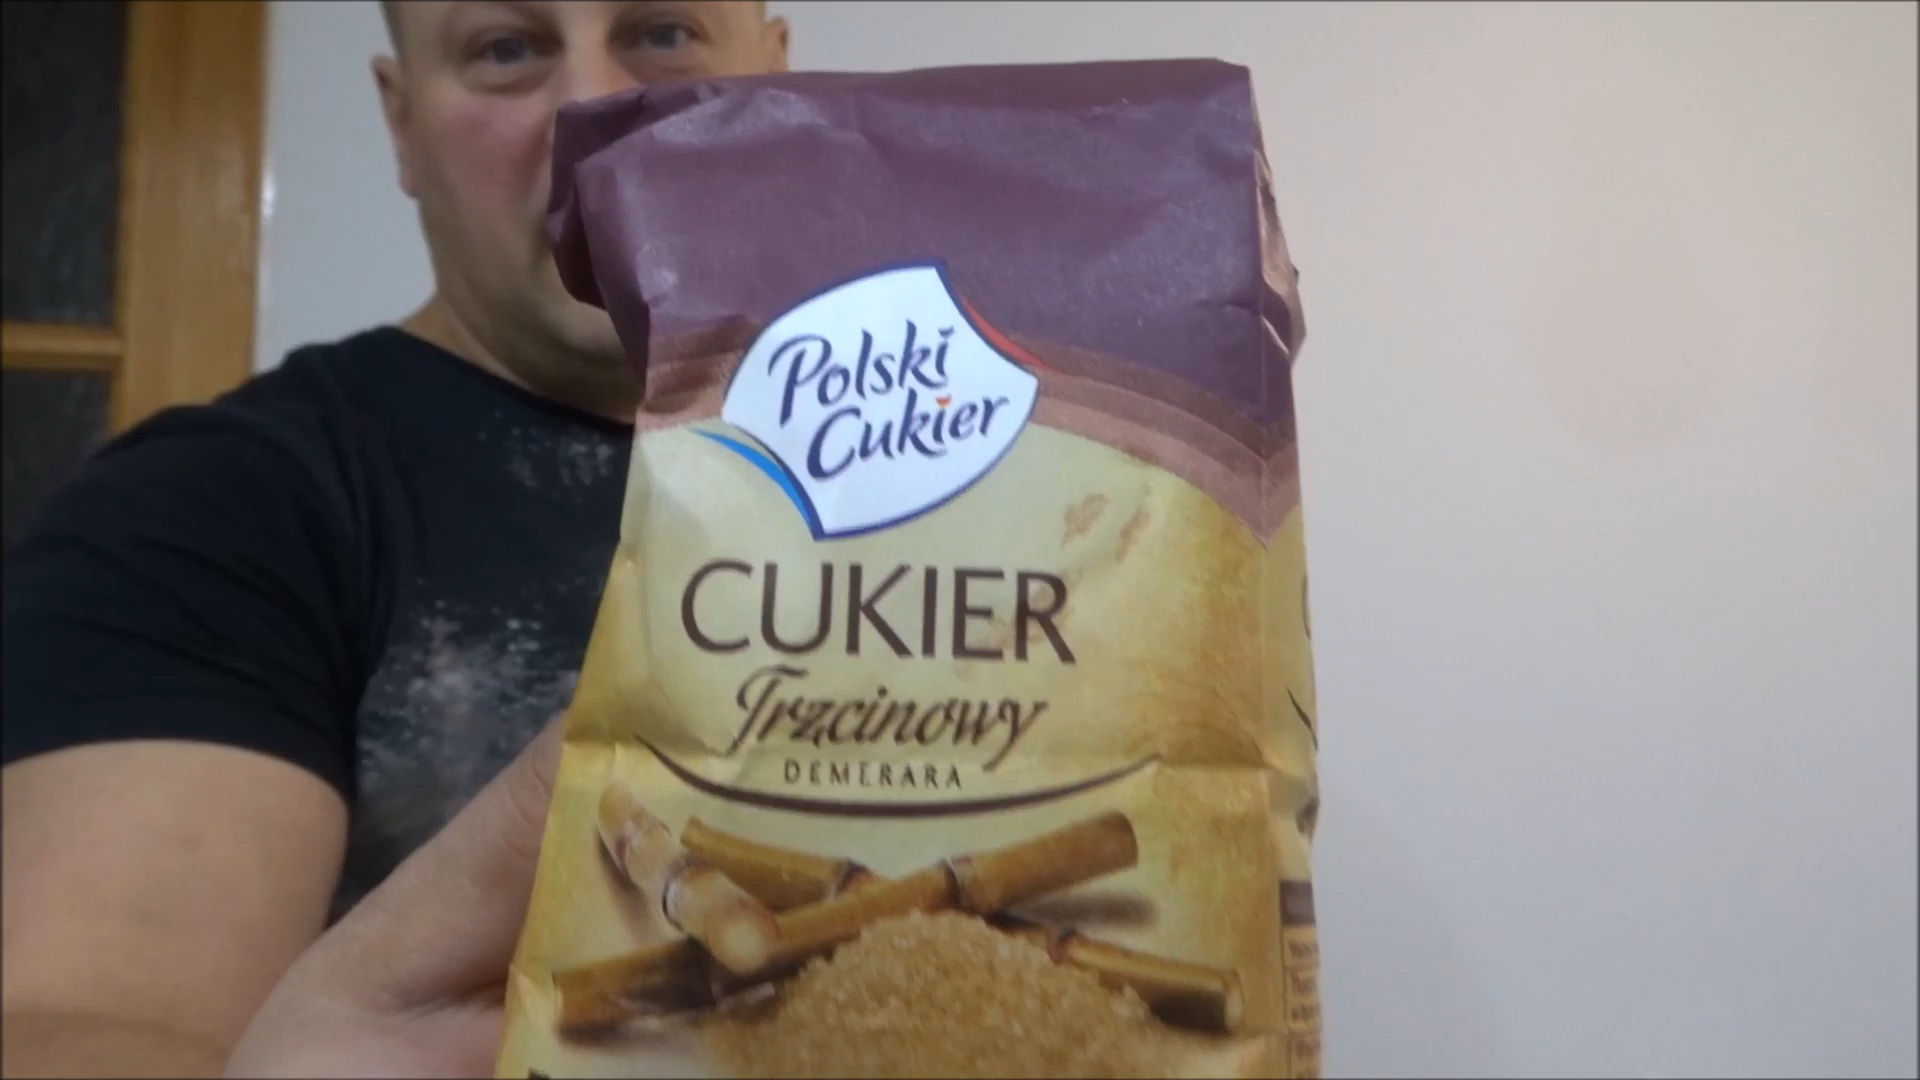 Polski
Cukier
CUKIER
Trzcinowy
DEMERARA